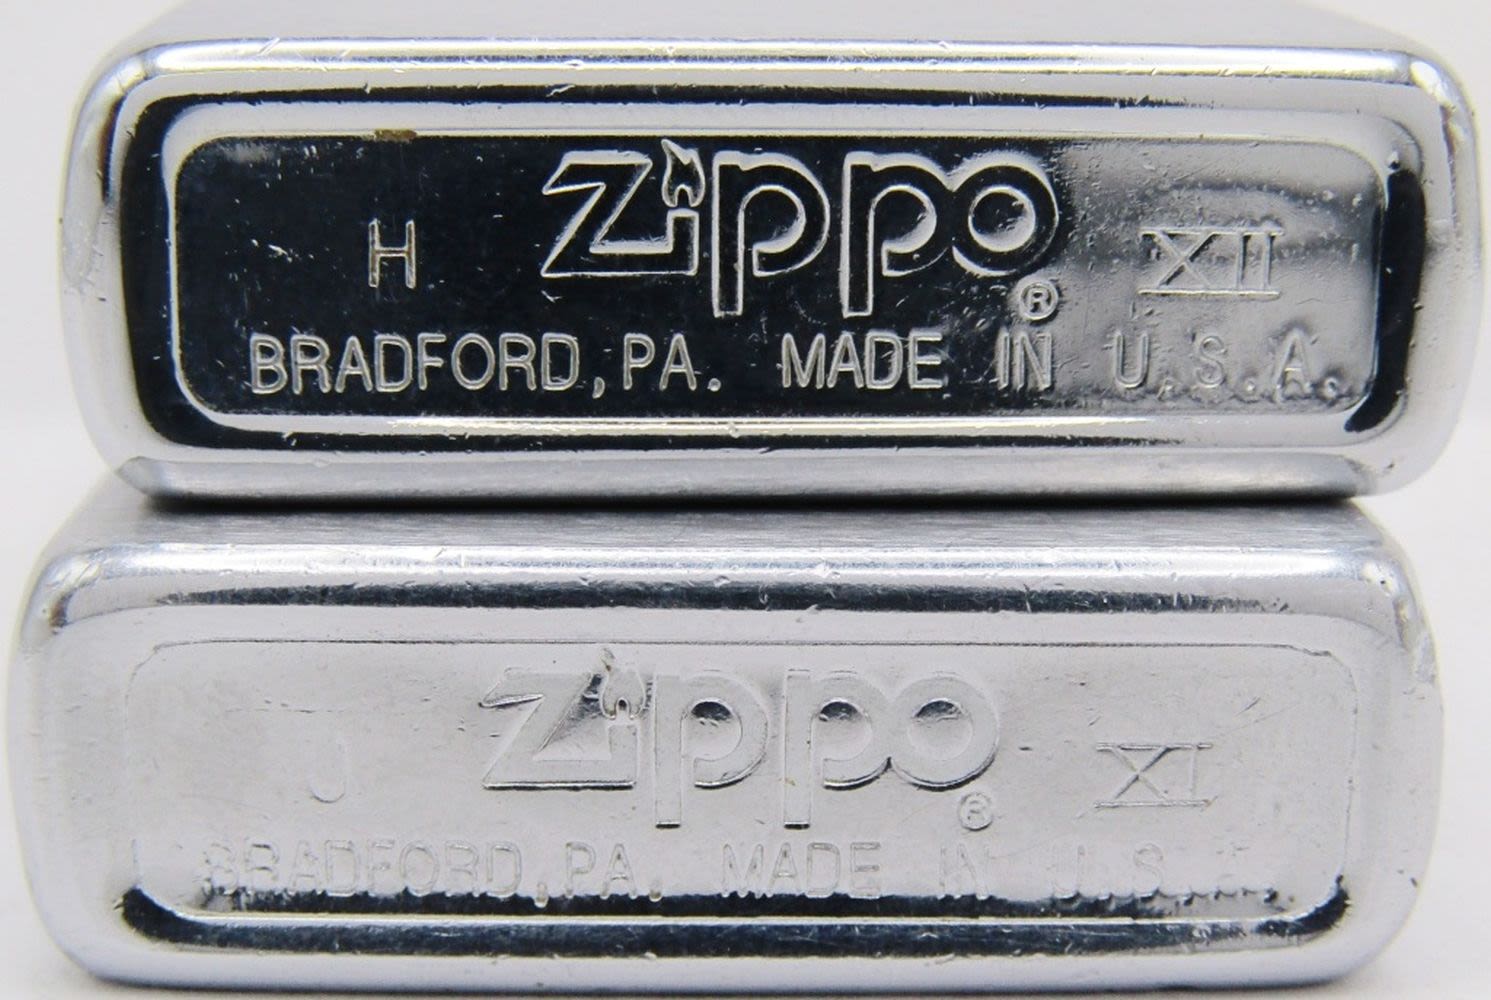 Zippo
H ® XII
BRADFORD, PA. MADE IN U.S.A.
Zippo
J ® XI
BRADFORD, PA. MADE IN U.S.A.